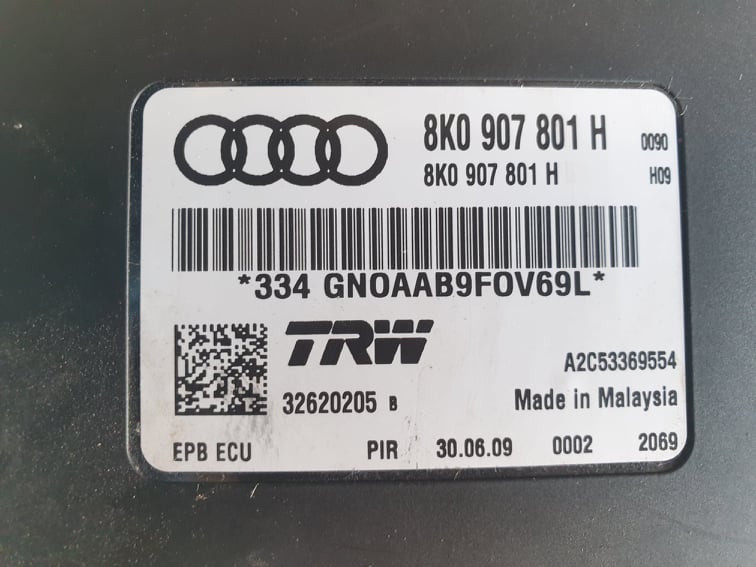 8K0 907 801 H 0090
8K0 907 801 H H09
*334 GN0AAB9F0V69L*
TRW
A2C53369554
32620205 B Made in Malaysia
EPB ECU PIR 30.06.09 0002 2069